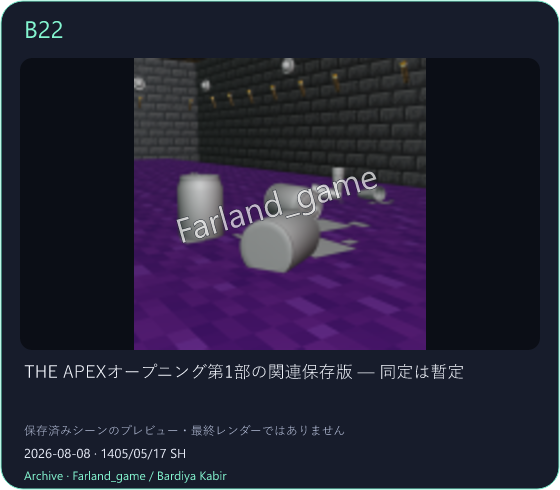 B22
Farland_game
THE APEXオープニング第1部の関連保存版 — 同定は暫定
保存済みシーンのプレビュー・最終レンダーではありません
2026-08-08 · 1405/05/17 SH
Archive · Farland_game / Bardiya Kabir